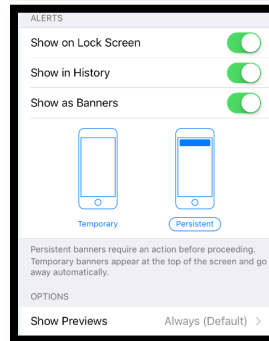 ALERTS
Show on Lock Screen
Show in History
Show as Banners
Temporary
Persistent
Persistent banners require an action before proceeding.
Temporary banners appear at the top of the screen and go
away automatically.
OPTIONS
Show Previews
Always (Default)